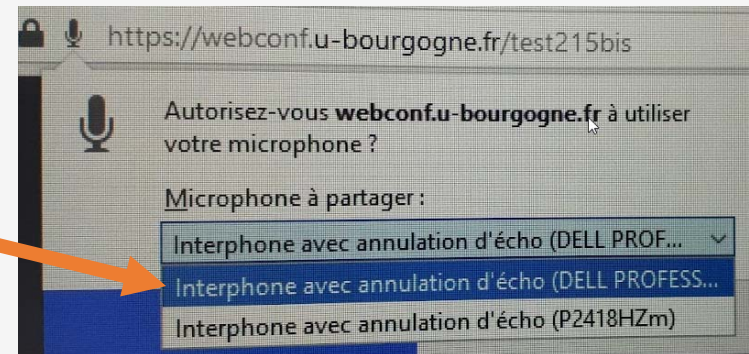 https://webconf.u-bourgogne.fr/test215bis
Autorisez-vous webconf.u-bourgogne.fr à utiliser
votre microphone ?
Microphone à partager :
Interphone avec annulation d'écho (DELL PROF...
Interphone avec annulation d'écho (DELL PROFESS...
Interphone avec annulation d'écho (P2418HZm)